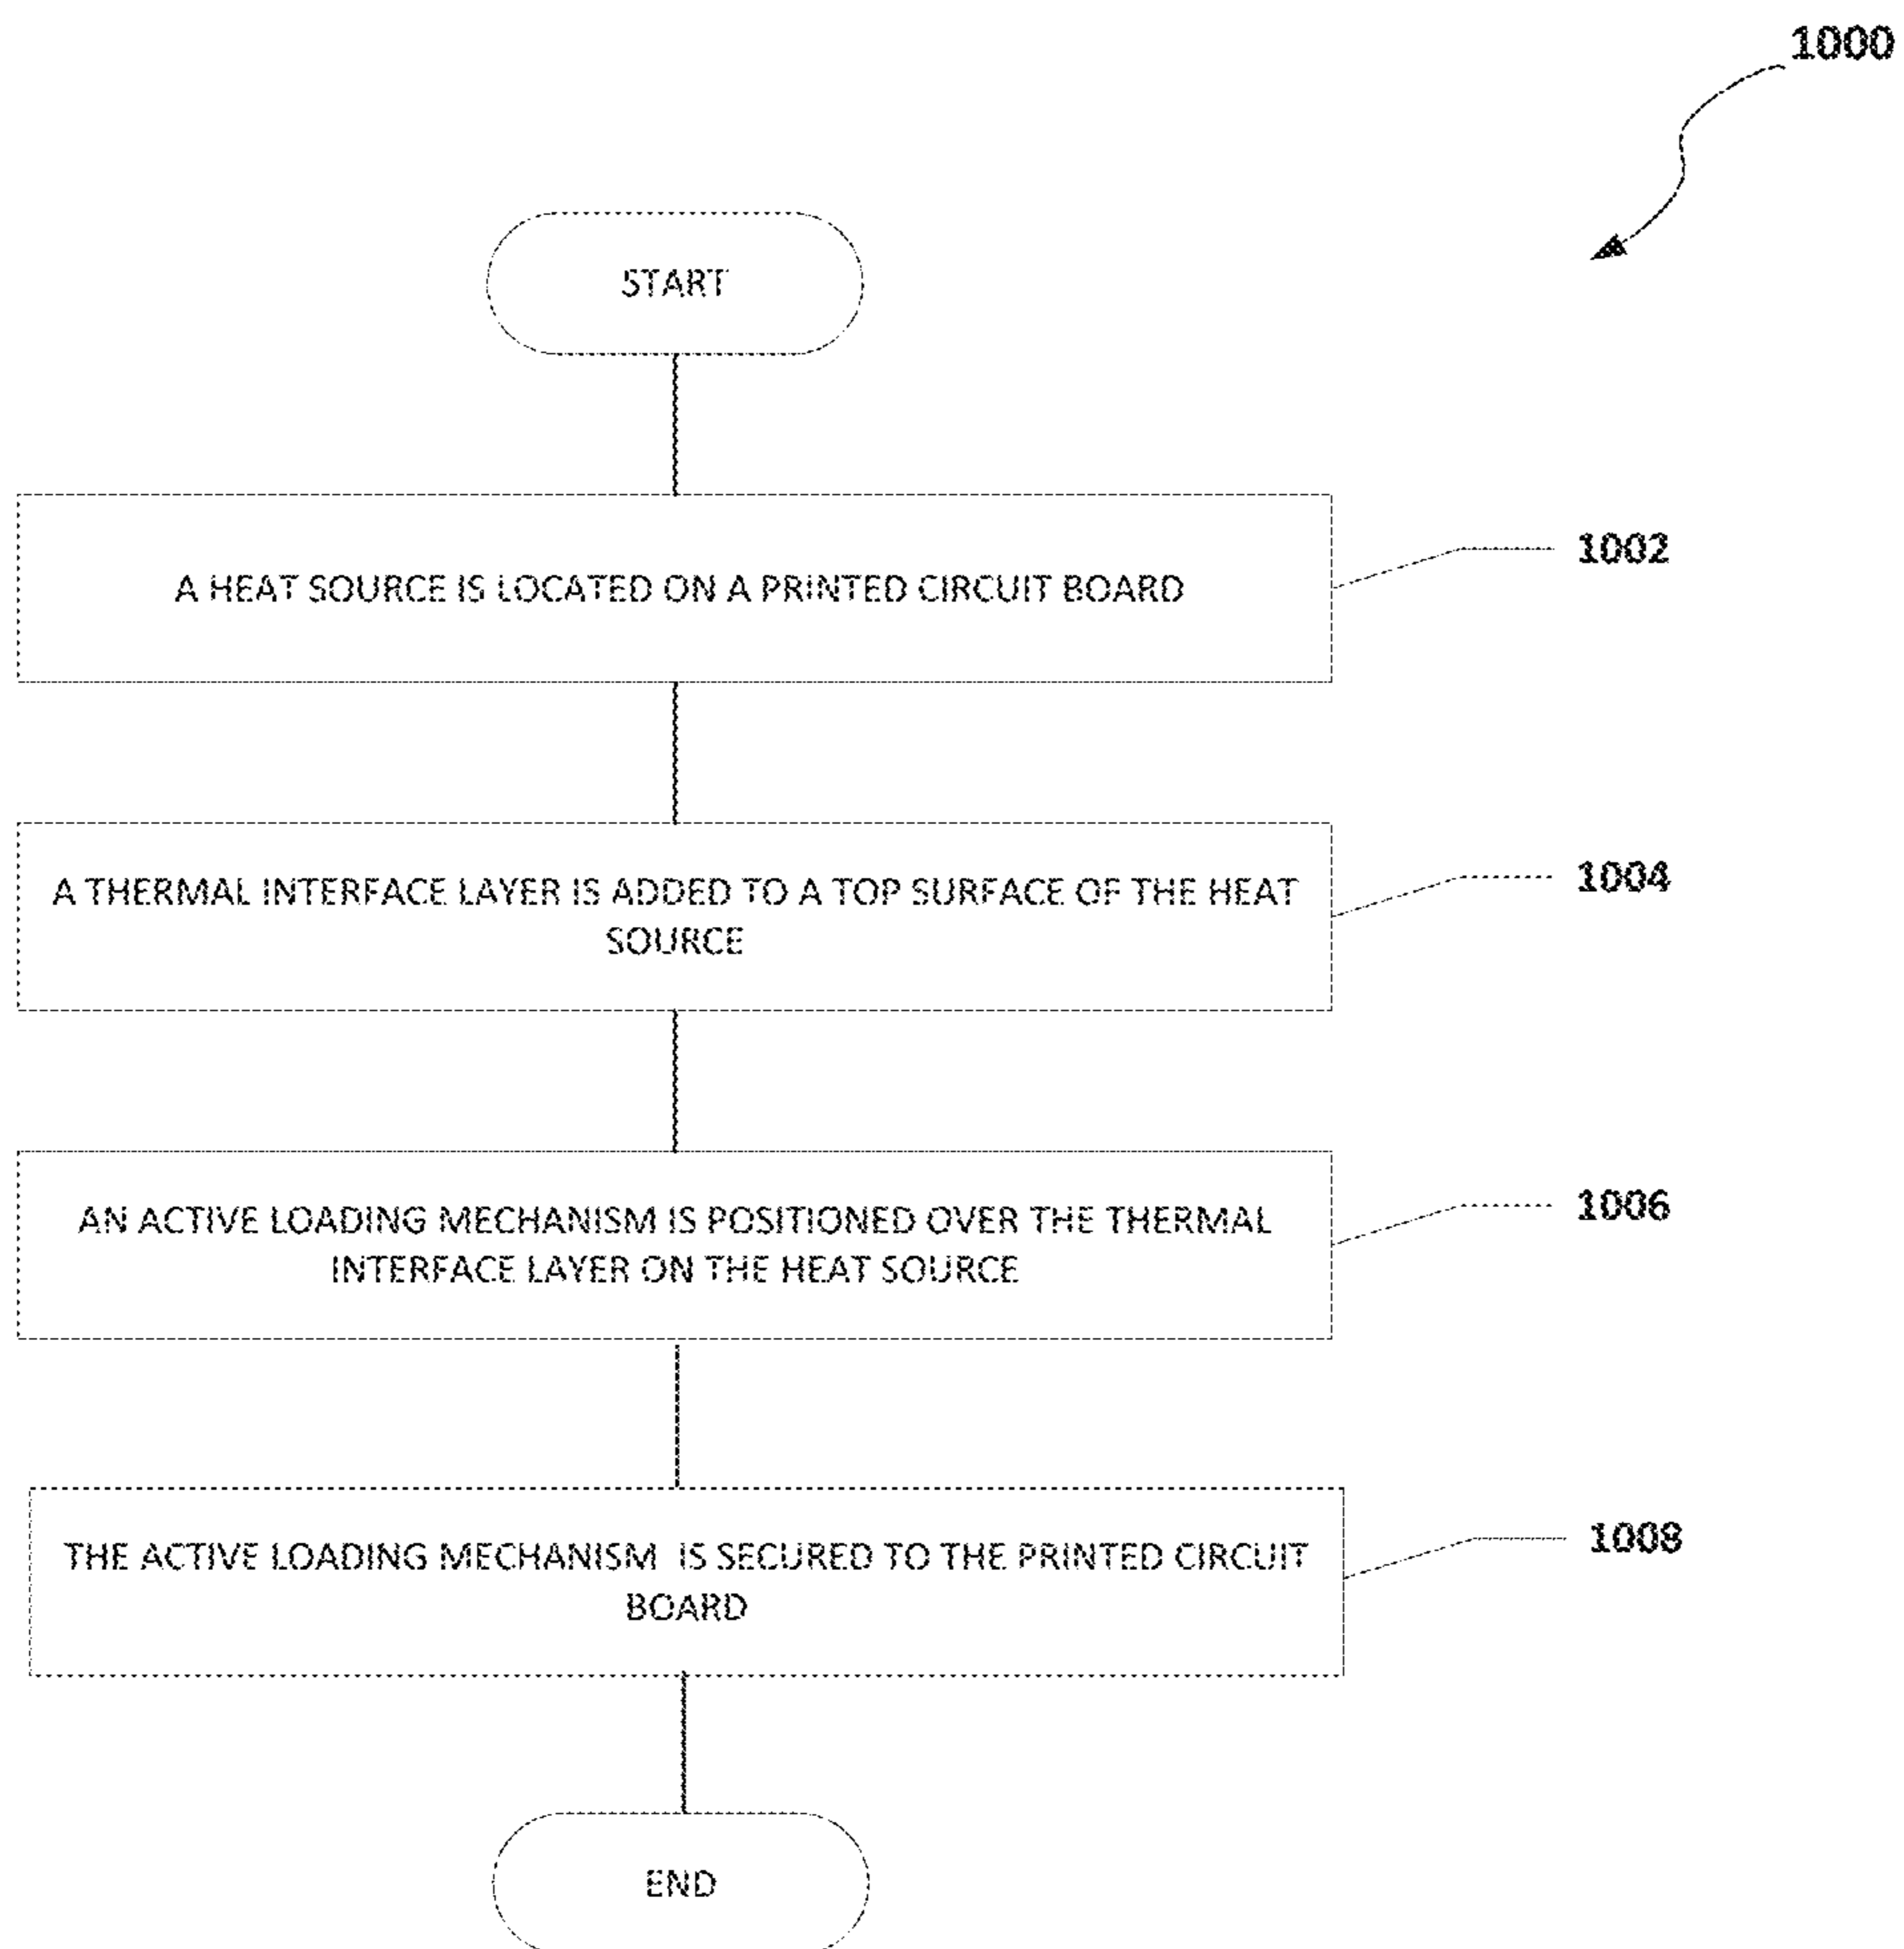 1000
START
A HEAT SOURCE IS LOCATED ON A PRINTED CIRCUIT BOARD
1002
A THERMAL INTERFACE LAYER IS ADDED TO A TOP SURFACE OF THE HEAT
SOURCE
1004
AN ACTIVE LOADING MECHANISM IS POSITIONED OVER THE THERMAL
INTERFACE LAYER ON THE HEAT SOURCE
1006
THE ACTIVE LOADING MECHANISM IS SECURED TO THE PRINTED CIRCUIT
BOARD
1008
END